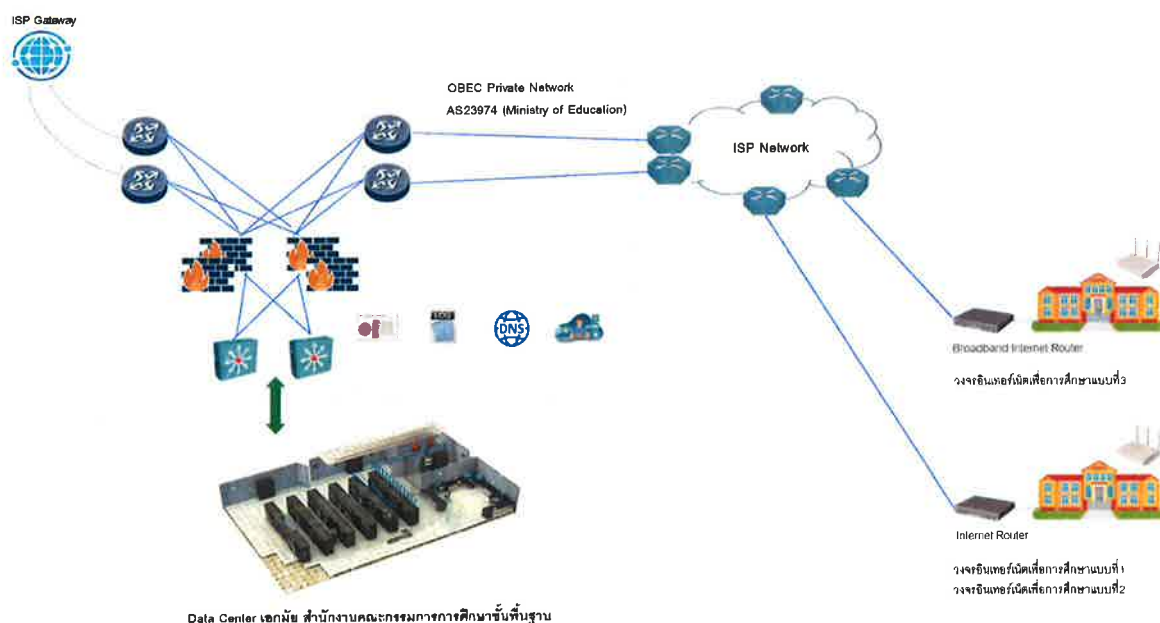 ISP Gateway
OBEC Private Network
AS23974 (Ministry of Education)
ISP Network
DNS
Broadband Internet Router
วงจรอินเทอร์เน็ตเพื่อการศึกษาแบบที่3
Internet Router
วงจรอินเทอร์เน็ตเพื่อการศึกษาแบบที่1
วงจรอินเทอร์เน็ตเพื่อการศึกษาแบบที่2
Data Center เอกมัย สำนักงานคณะกรรมการการศึกษาขั้นพื้นฐาน